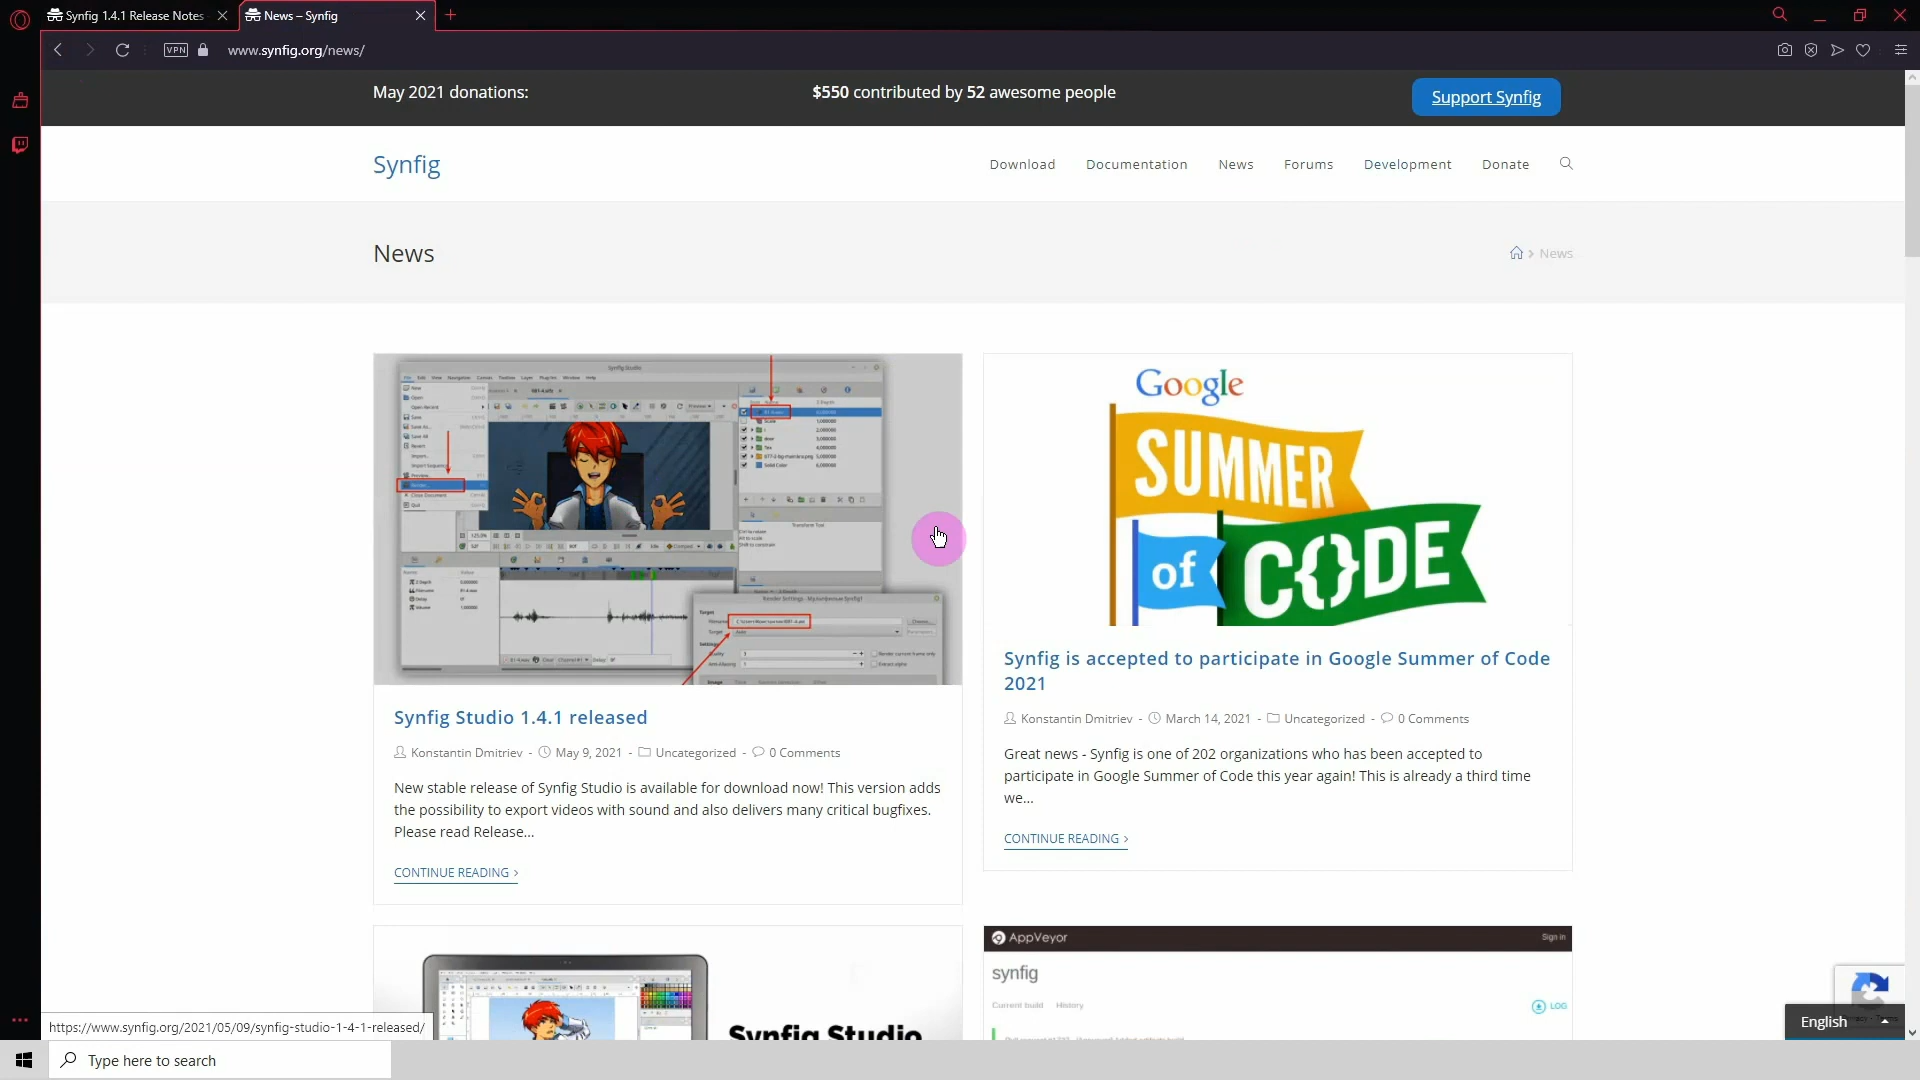 Synfig 1.4.1 Release Notes
News – Synfig
VPN
www.synfig.org/news/
May 2021 donations:
$550 contributed by 52 awesome people
Support Synfig
Synfig
Download
Documentation
News
Forums
Development
Donate
News
News
Synfig Studio
Google
SUMMER
of CODE
Synfig is accepted to participate in Google Summer of Code
2021
Konstantin Dmitriev - March 14, 2021 - Uncategorized - 0 Comments
Great news - Synfig is one of 202 organizations who has been accepted to
participate in Google Summer of Code this year again! This is already a third time
we...
CONTINUE READING >
Synfig Studio 1.4.1 released
Konstantin Dmitriev - May 9, 2021 - Uncategorized - 0 Comments
New stable release of Synfig Studio is available for download now! This version adds
the possibility to export videos with sound and also delivers many critical bugfixes.
Please read Release...
CONTINUE READING >
Synfig Studio
AppVeyor
Sign in
synfig
Current build
History
LOG
English
https://www.synfig.org/2021/05/09/synfig-studio-1-4-1-released/
Type here to search